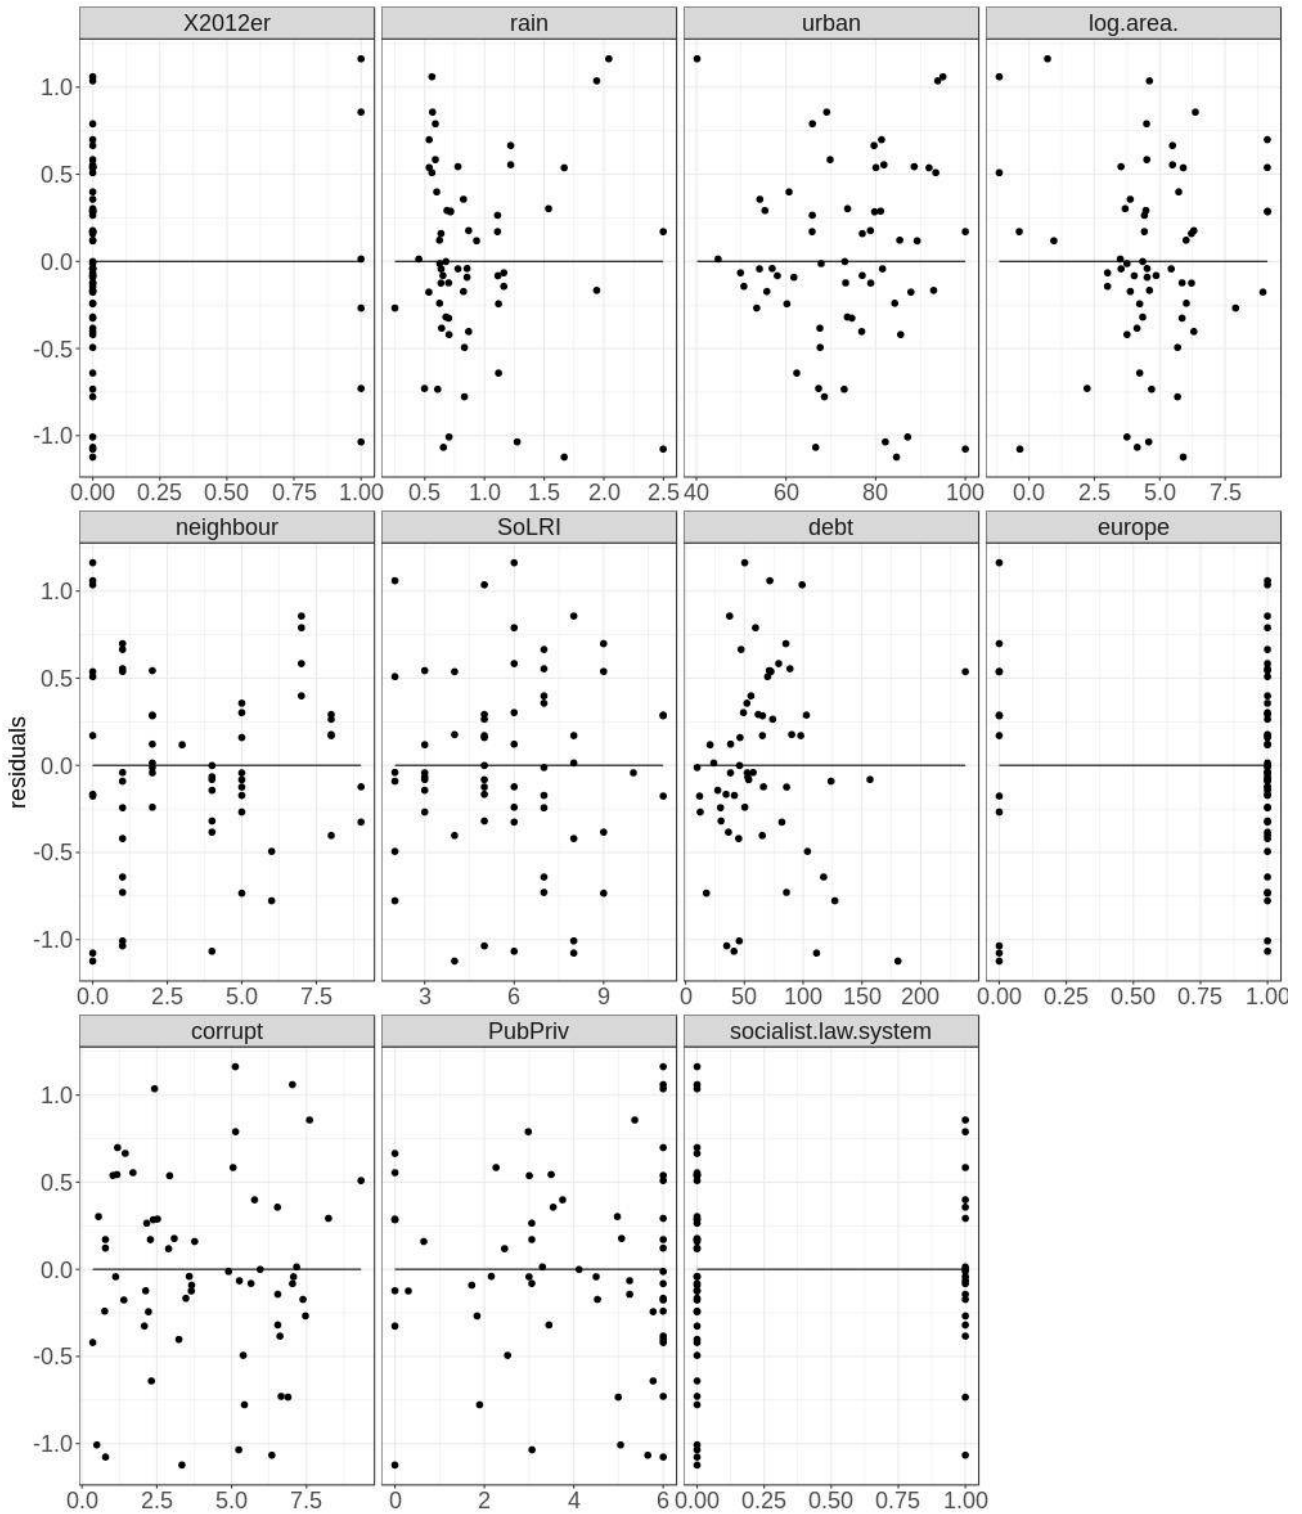 X2012er rain urban log.area.
1.0
0.5
0.0
-0.5
-1.0
0.00 0.25 0.50 0.75 1.00 0.5 1.0 1.5 2.0 2.5 40 60 80 100 0.0 2.5 5.0 7.5
neighbour SoLRI debt europe
1.0
0.5
0.0
-0.5
-1.0
residuals
0.0 2.5 5.0 7.5 3 6 9 0 50 100 150 200 0.00 0.25 0.50 0.75 1.00
corrupt PubPriv socialist.law.system
1.0
0.5
0.0
-0.5
-1.0
0.0 2.5 5.0 7.5 0 2 4 6 0.00 0.25 0.50 0.75 1.00